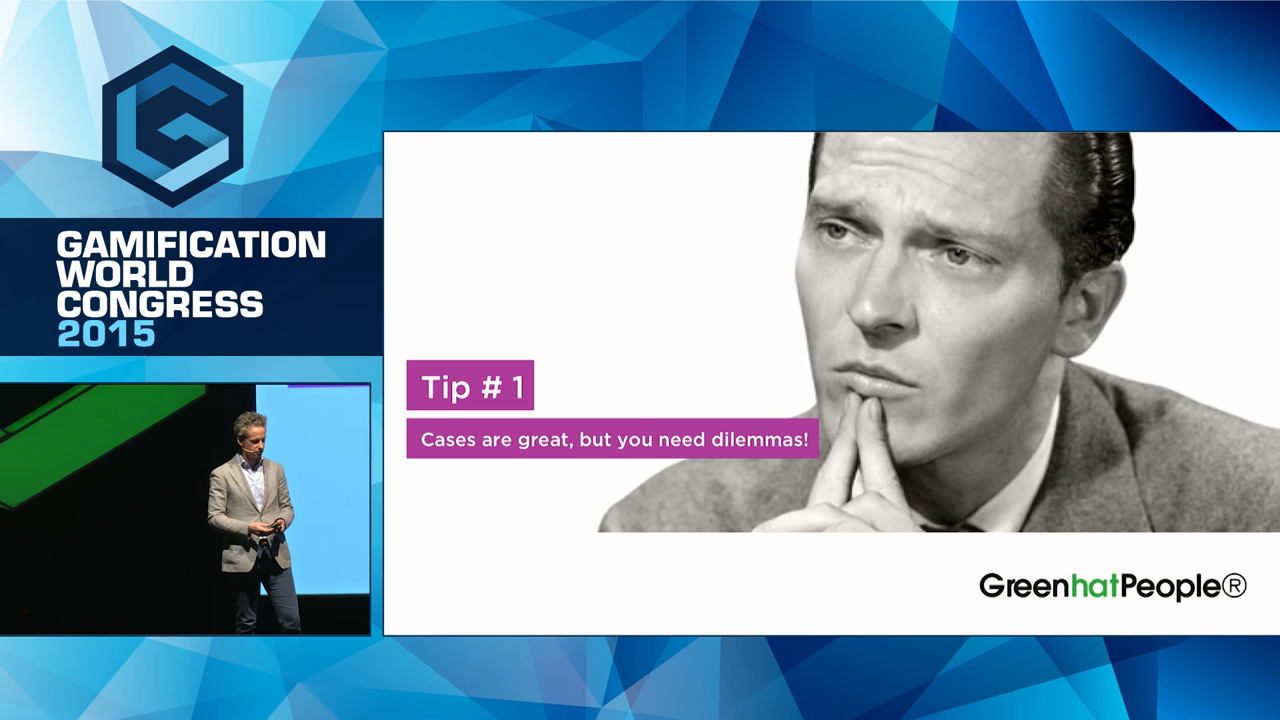 GAMIFICATION
WORLD
CONGRESS
2015
Tip # 1
Cases are great, but you need dilemmas!
GreenhatPeople®